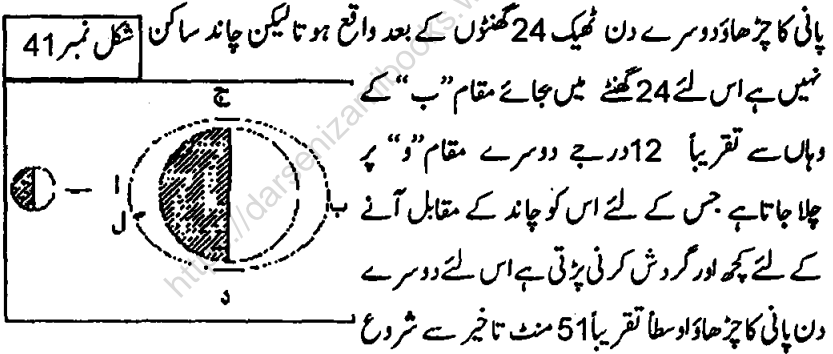 پانی کا چڑھاؤ دوسرے دن ٹھیک 24 گھنٹوں کے بعد واقع ہوتا لیکن چاند ساکن
شکل نمبر 41
نہیں ہے اس لئے 24 گھنٹے میں بجائے مقام ”ب“ کے
وہاں سے تقریباً 12 درجے دوسرے مقام ”و“ پر
چلا جاتا ہے جس کے لئے اس کو چاند کے مقابل آنے
کے لئے کچھ اور گردش کرنی پڑتی ہے اس لئے دوسرے
دن پانی کا چڑھاؤ اوسطاً تقریباً 51 منٹ تاخیر سے شروع
ج
ا
ب
ل
د
//darsenizamibooks.w